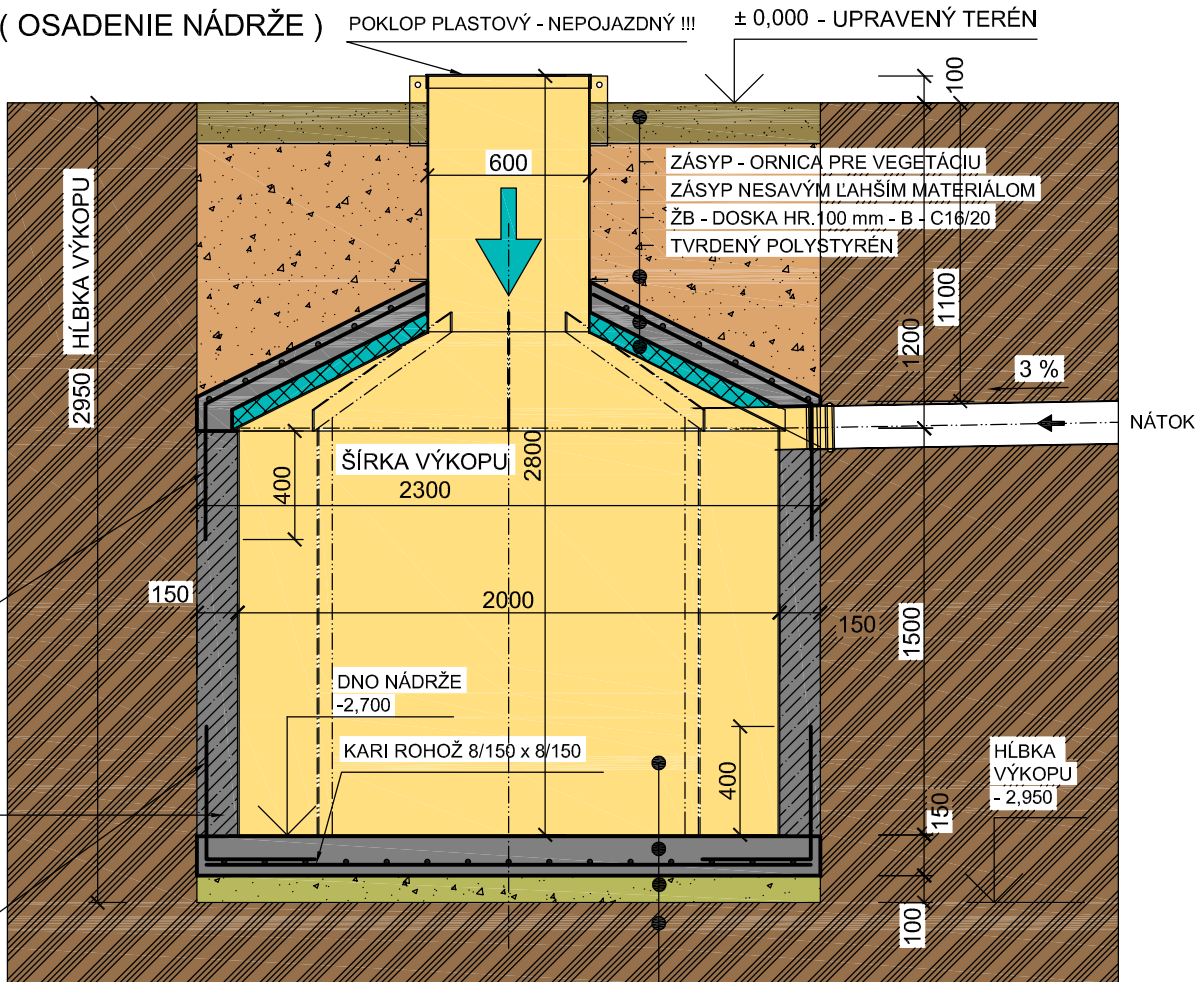 ( OSADENIE NÁDRŽE )
POKLOP PLASTOVÝ - NEPOJAZDNÝ !!!
± 0,000 - UPRAVENÝ TERÉN
100
600
ZÁSYP - ORNICA PRE VEGETÁCIU
ZÁSYP NESAVÝM ĽAHŠÍM MATERIÁLOM
ŽB - DOSKA HR.100 mm - B - C16/20
TVRDENÝ POLYSTYRÉN
HĹBKA VÝKOPU
2950
1100
1200
3 %
NÁTOK
ŠÍRKA VÝKOPU
2300
2800
400
150
2000
150
1500
DNO NÁDRŽE
-2,700
KARI ROHOŽ 8/150 x 8/150
400
HĹBKA
VÝKOPU
- 2,950
150
100